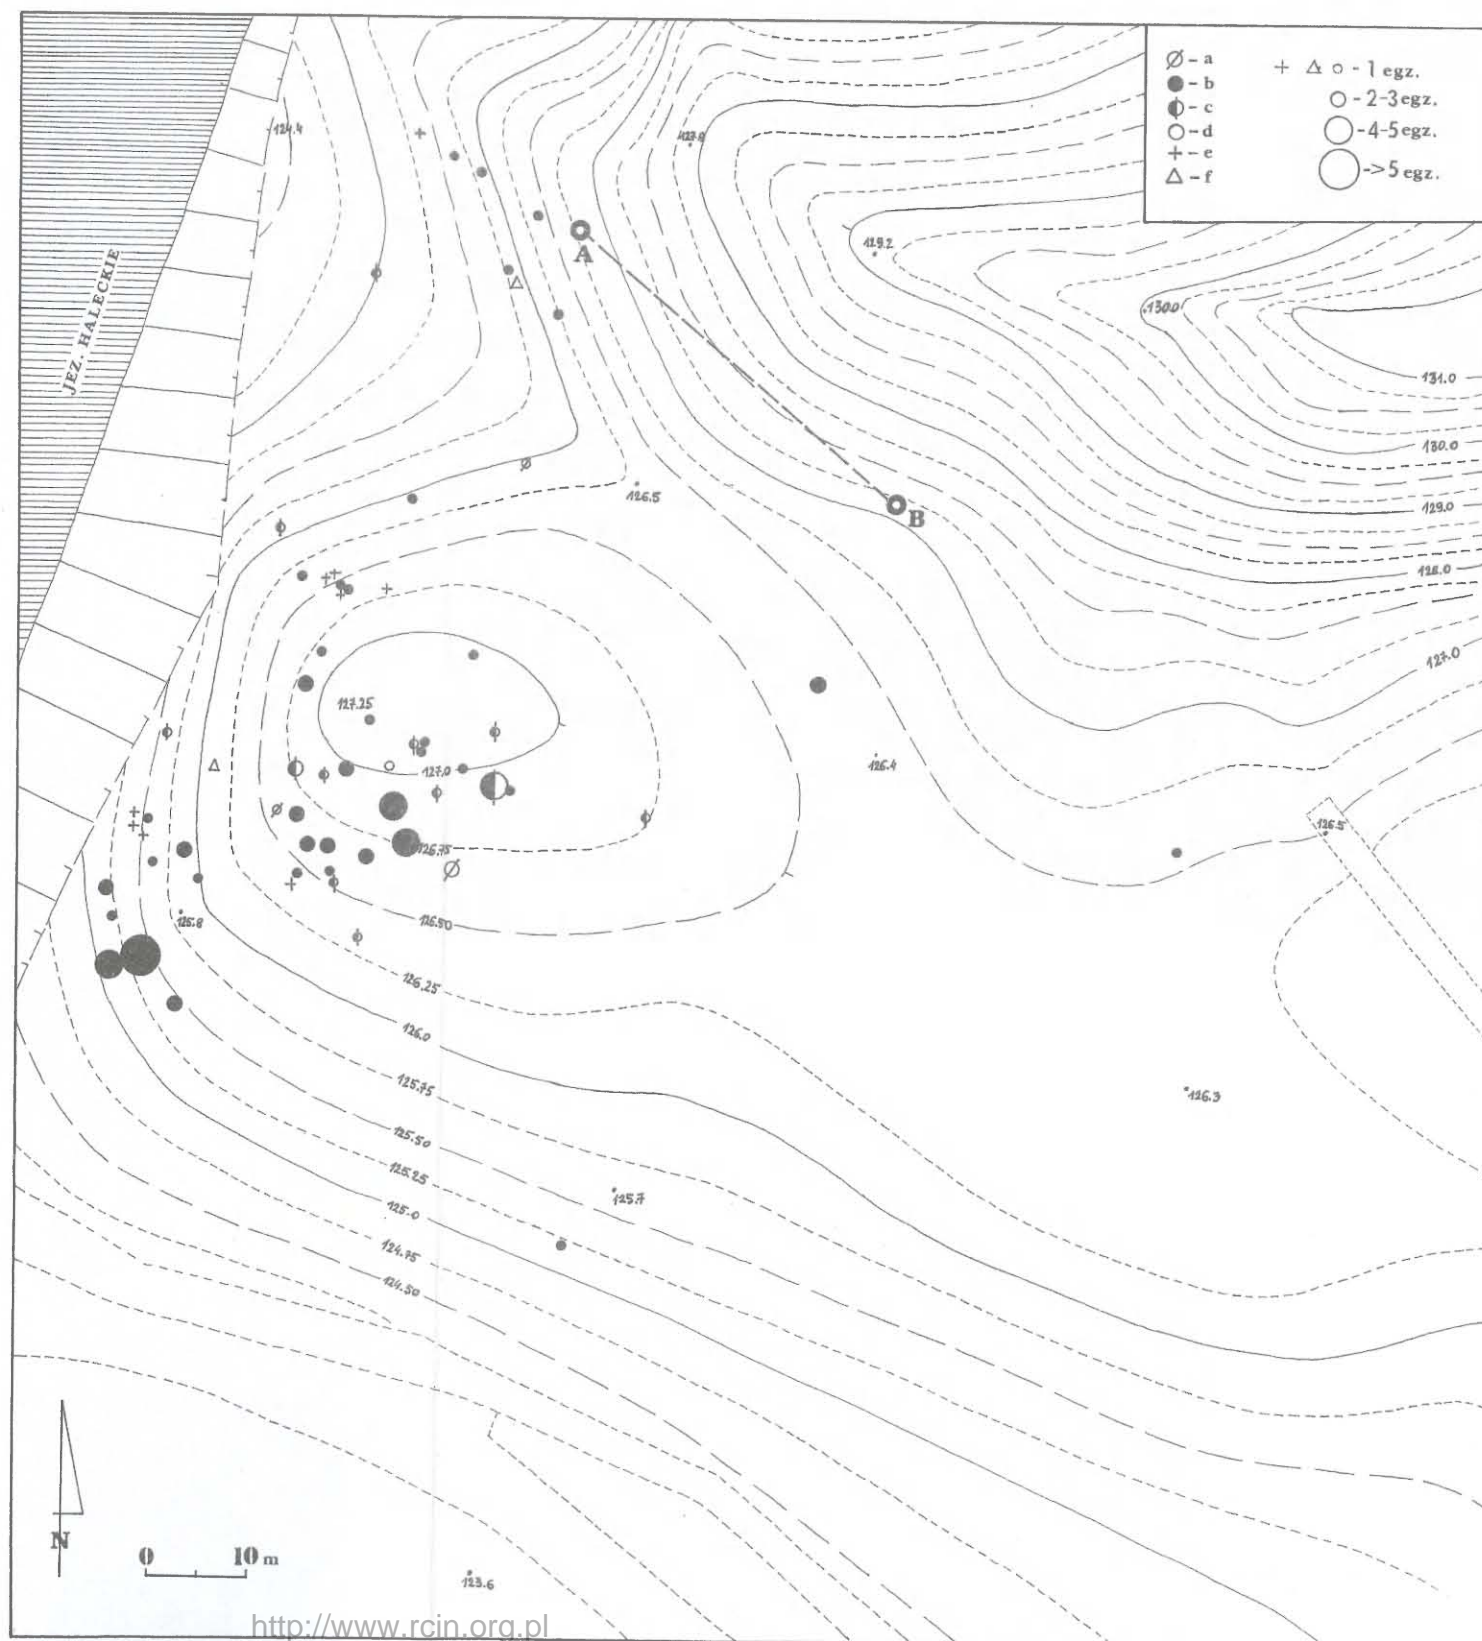 ø - a
● - b
◐ - c
○ - d
+ - e
△ - f
+ △ ○ - 1 egz.
○ - 2-3 egz.
○ - 4-5 egz.
○ - >5 egz.
124.4
129.2
130.0
131.0
JEZ. HALECKIE
A
130.0
126.5
B
129.0
128.0
127.0
127.25
126.4
127.0
126.5
126.75
125.8
126.50
126.25
126.0
125.75
126.3
125.50
125.25
125.7
125.0
124.75
124.50
N
0 10 m
123.6
http://www.rcin.org.pl